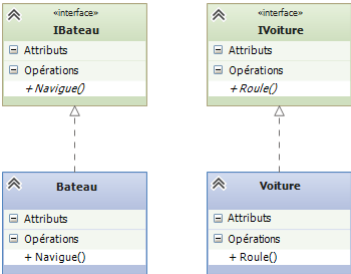 «interface»
IBateau
Attributs
Opérations
+ Navigue()
«interface»
IVoiture
Attributs
Opérations
+ Roule()
Bateau
Attributs
Opérations
+ Navigue()
Voiture
Attributs
Opérations
+ Roule()